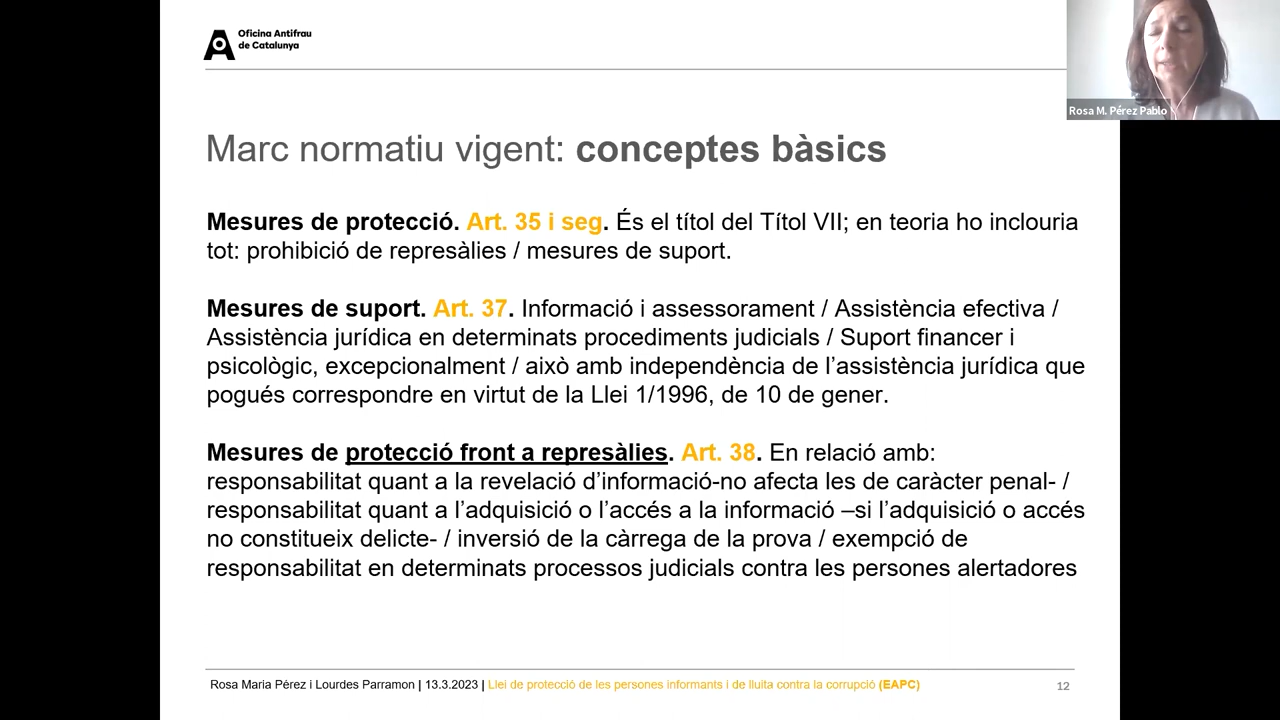 Oficina Antifrau
de Catalunya
Rosa M. Pérez Pablo
Marc normatiu vigent: conceptes bàsics
Mesures de protecció. Art. 35 i seg. És el títol del Títol VII; en teoria ho inclouria
tot: prohibició de represàlies / mesures de suport.
Mesures de suport. Art. 37. Informació i assessorament / Assistència efectiva /
Assistència jurídica en determinats procediments judicials / Suport financer i
psicològic, excepcionalment / això amb independència de l’assistència jurídica que
pogués correspondre en virtut de la Llei 1/1996, de 10 de gener.
Mesures de protecció front a represàlies. Art. 38. En relació amb:
responsabilitat quant a la revelació d’informació-no afecta les de caràcter penal- /
responsabilitat quant a l’adquisició o l’accés a la informació –si l’adquisició o accés
no constitueix delicte- / inversió de la càrrega de la prova / exempció de
responsabilitat en determinats processos judicials contra les persones alertadores
Rosa Maria Pérez i Lourdes Parramon | 13.3.2023 | Llei de protecció de les persones informants i de lluita contra la corrupció (EAPC)
12